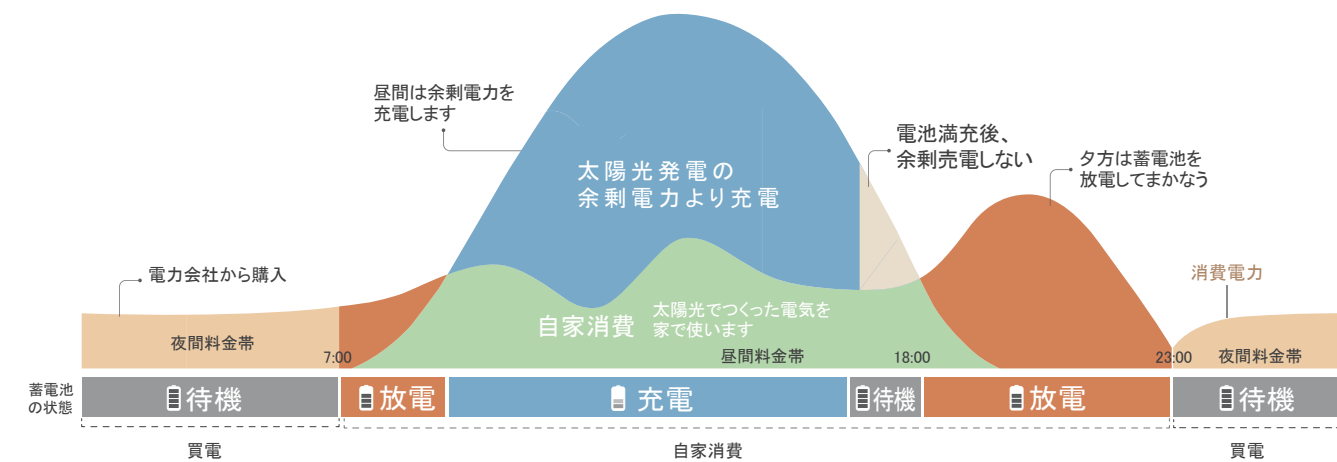 昼間は余剰電力を
充電します
太陽光発電の
余剰電力より充電
電池満充後、
余剰売電しない
夕方は蓄電池を
放電してまかなう
電力会社から購入
消費電力
自家消費
太陽光でつくった電気を
家で使います
夜間料金帯
7:00
昼間料金帯
18:00
23:00
夜間料金帯
蓄電池
の状態
待機
放電
充電
待機
放電
待機
買電
自家消費
買電